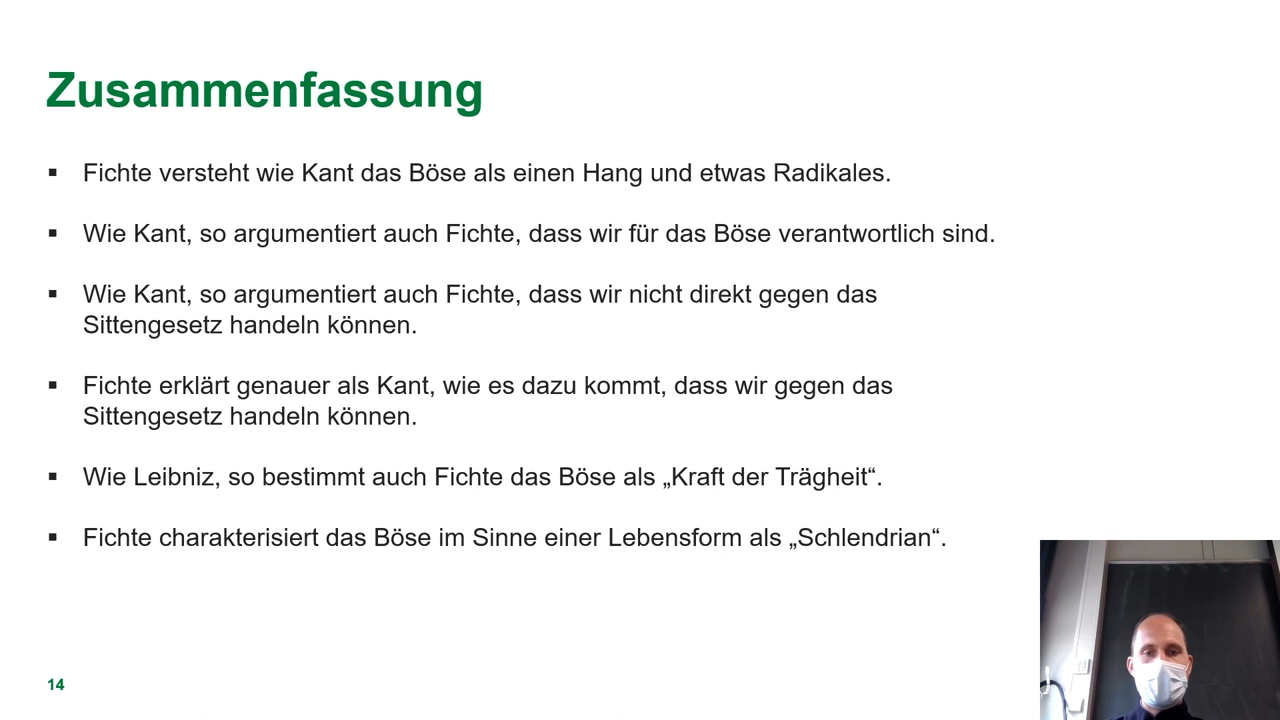 Zusammenfassung
▪ Fichte versteht wie Kant das Böse als einen Hang und etwas Radikales.
▪ Wie Kant, so argumentiert auch Fichte, dass wir für das Böse verantwortlich sind.
▪ Wie Kant, so argumentiert auch Fichte, dass wir nicht direkt gegen das
Sittengesetz handeln können.
▪ Fichte erklärt genauer als Kant, wie es dazu kommt, dass wir gegen das
Sittengesetz handeln können.
▪ Wie Leibniz, so bestimmt auch Fichte das Böse als „Kraft der Trägheit“.
▪ Fichte charakterisiert das Böse im Sinne einer Lebensform als „Schlendrian“.
14